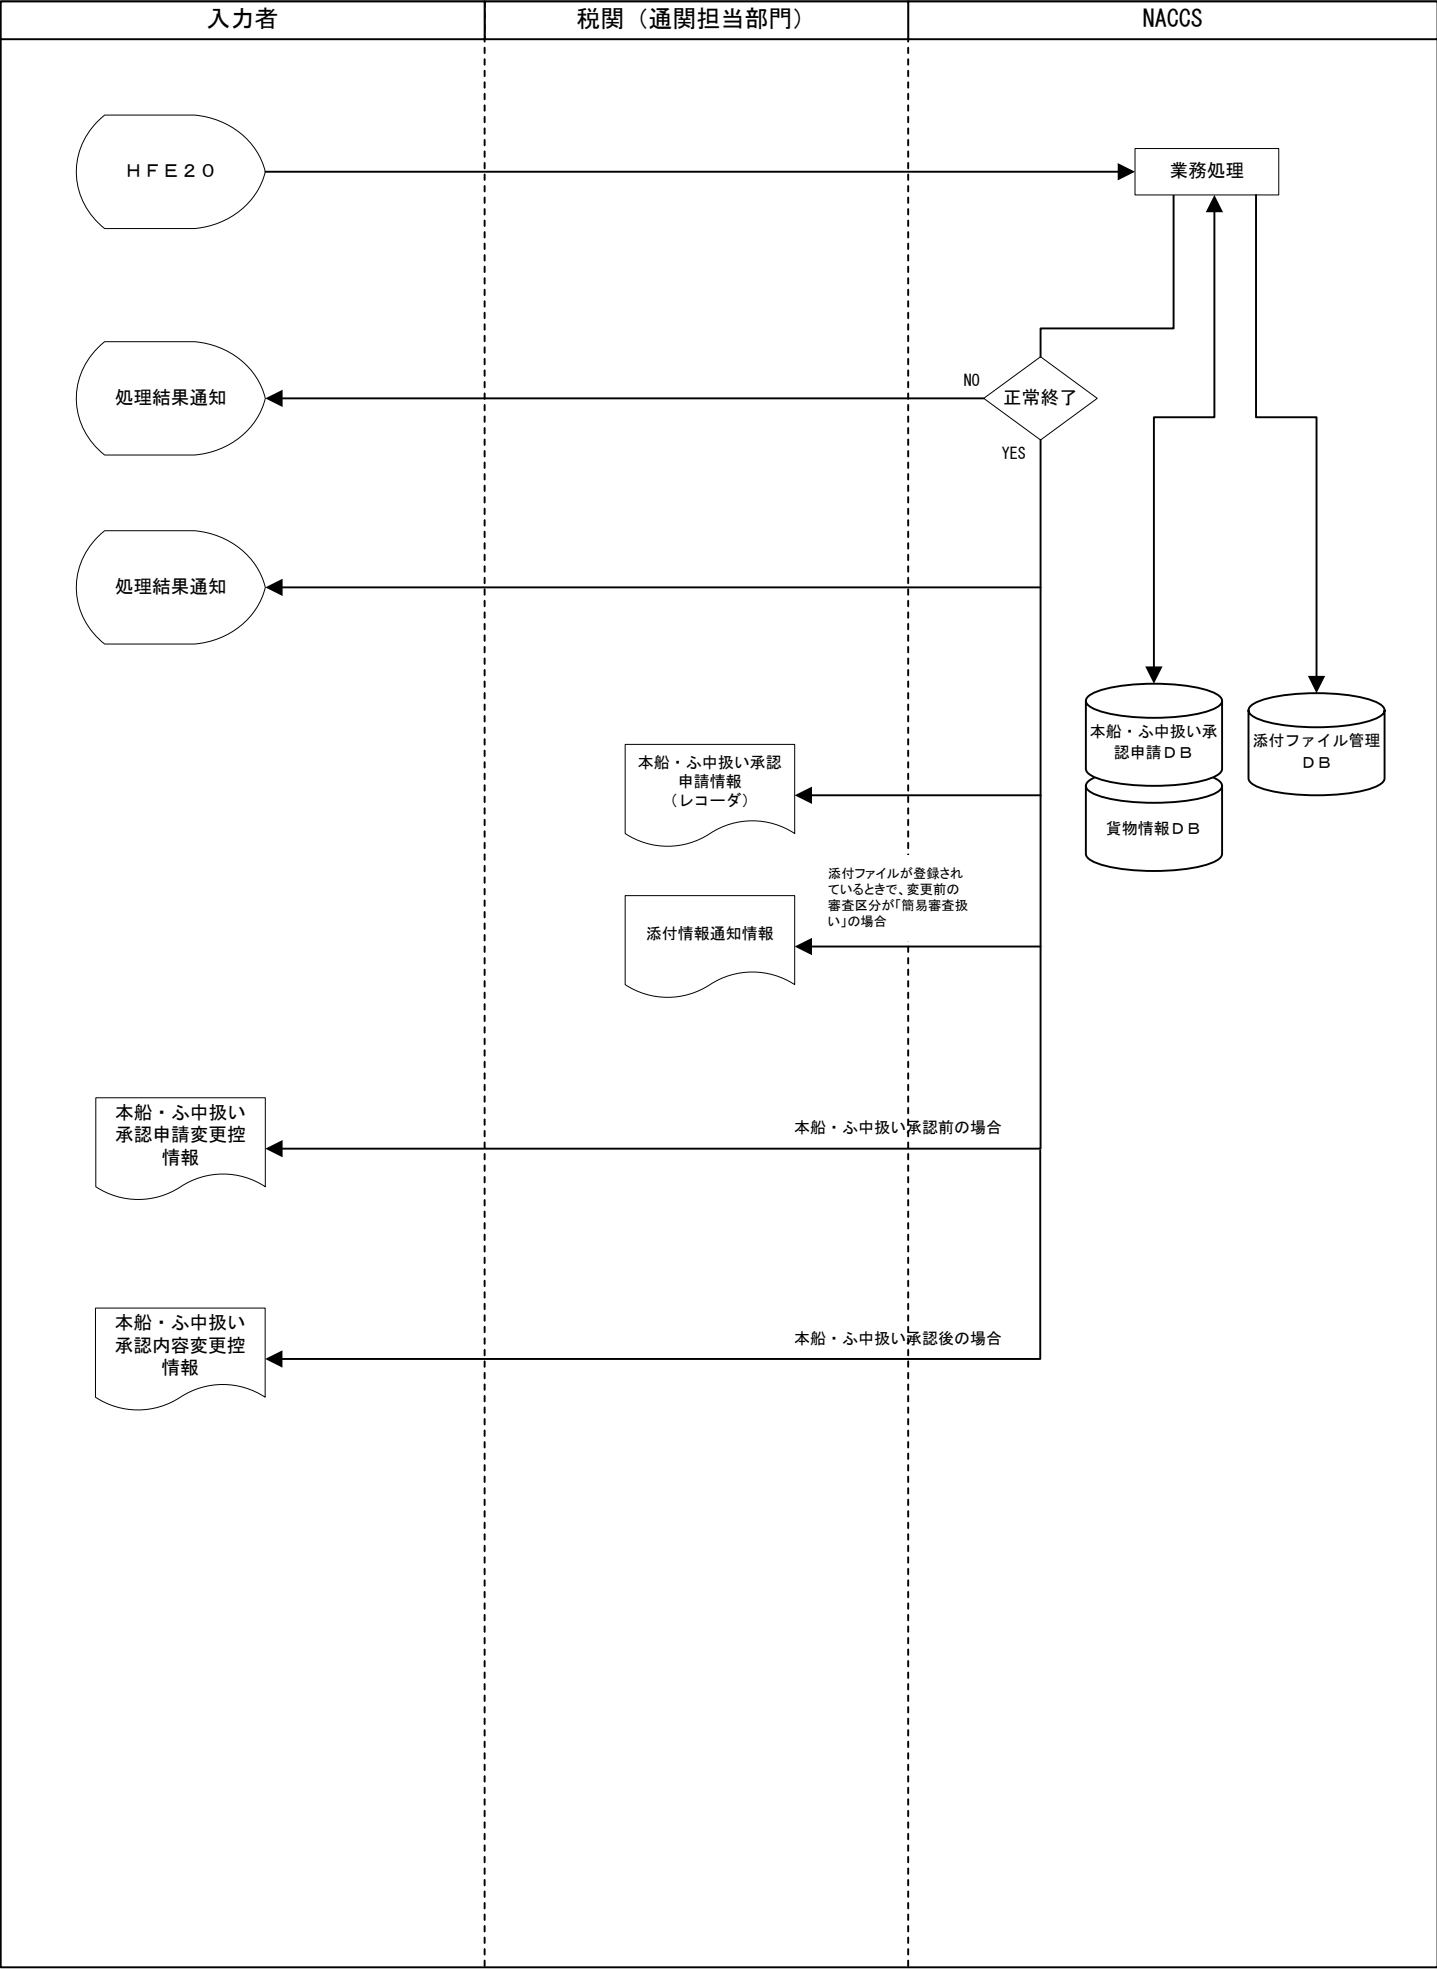 入力者
税関（通関担当部門）
NACCS
ＨＦＥ２０
業務処理
処理結果通知
NO
正常終了
YES
処理結果通知
本船・ふ中扱い承
認申請ＤＢ
添付ファイル管理
ＤＢ
本船・ふ中扱い承認
申請情報
（レコーダ）
貨物情報ＤＢ
添付ファイルが登録され
ているときで、変更前の
審査区分が「簡易審査扱
い」の場合
添付情報通知情報
本船・ふ中扱い
承認申請変更控
情報
本船・ふ中扱い承認前の場合
本船・ふ中扱い
承認内容変更控
情報
本船・ふ中扱い承認後の場合